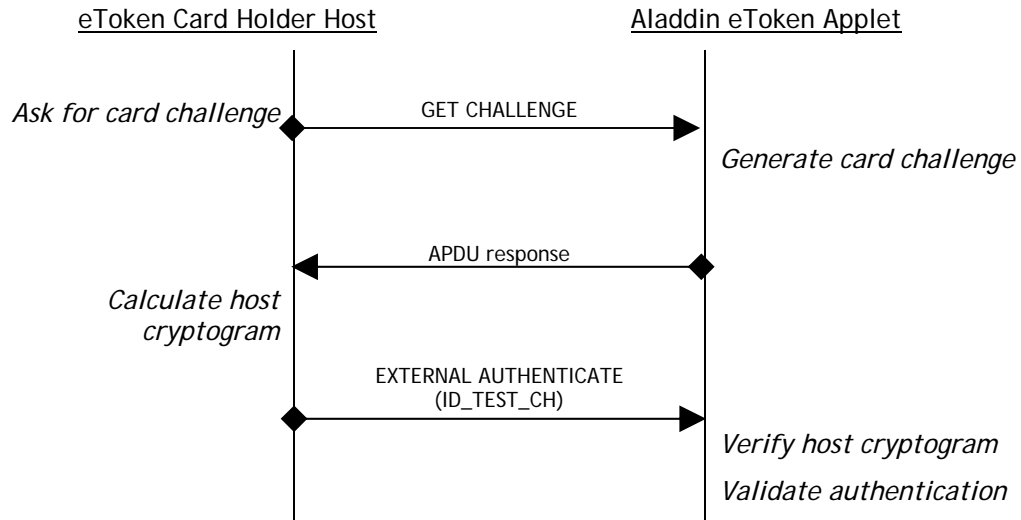 eToken Card Holder Host
Aladdin eToken Applet
Ask for card challenge
GET CHALLENGE
Generate card challenge
APDU response
Calculate host
cryptogram
EXTERNAL AUTHENTICATE
(ID_TEST_CH)
Verify host cryptogram
Validate authentication